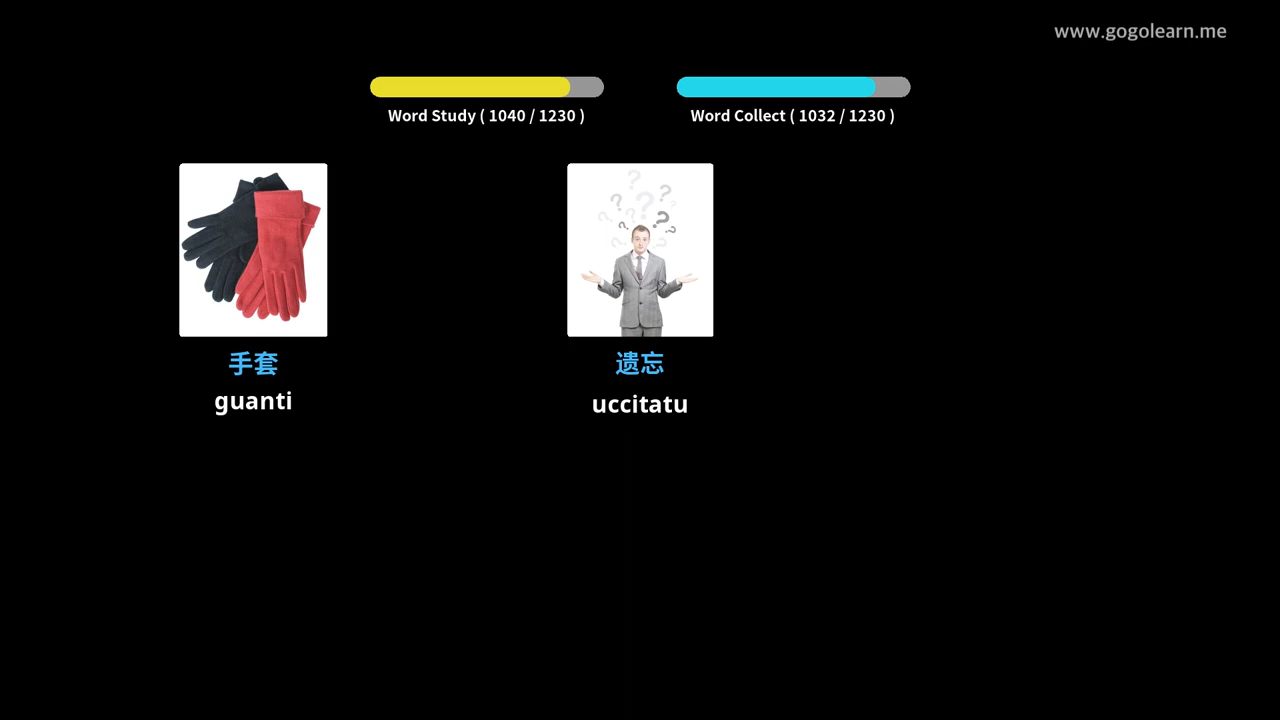 www.gogolearn.me
Word Study ( 1040 / 1230 )
Word Collect ( 1032 / 1230 )
手套
guanti
遗忘
uccitatu